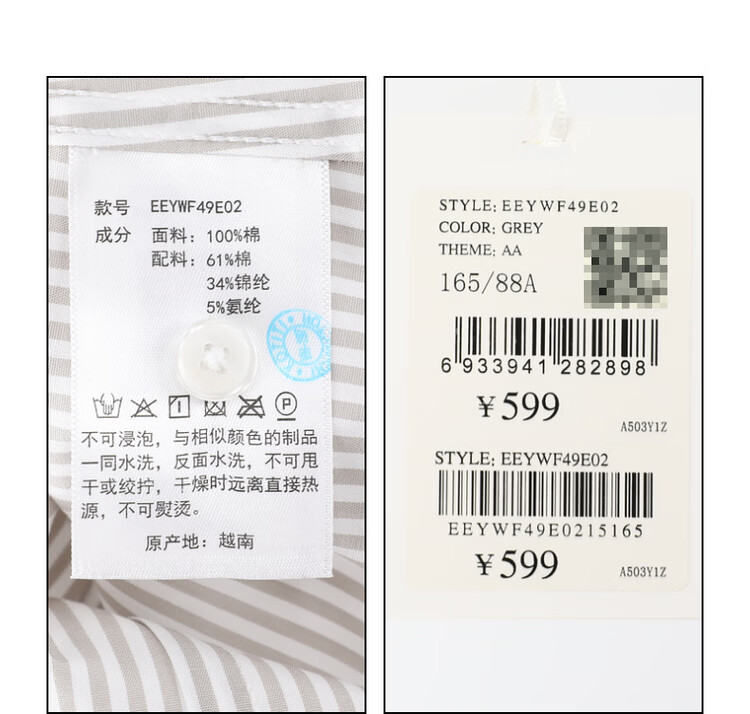 款号 EEYWF49E02
成分 面料: 100%棉
配料: 61%棉
34%锦纶
5%氨纶
不可浸泡，与相似颜色的制品
一同水洗，反面水洗，不可甩
干或绞拧，干燥时远离直接热
源，不可熨烫。
原产地: 越南
STYLE: EEYWF49E02
COLOR: GREY
THEME: AA
165/88A
6 933941 282898
¥599
A503Y1Z
STYLE: EEYWF49E02
EEYWF49E0215165
¥599
A503Y1Z